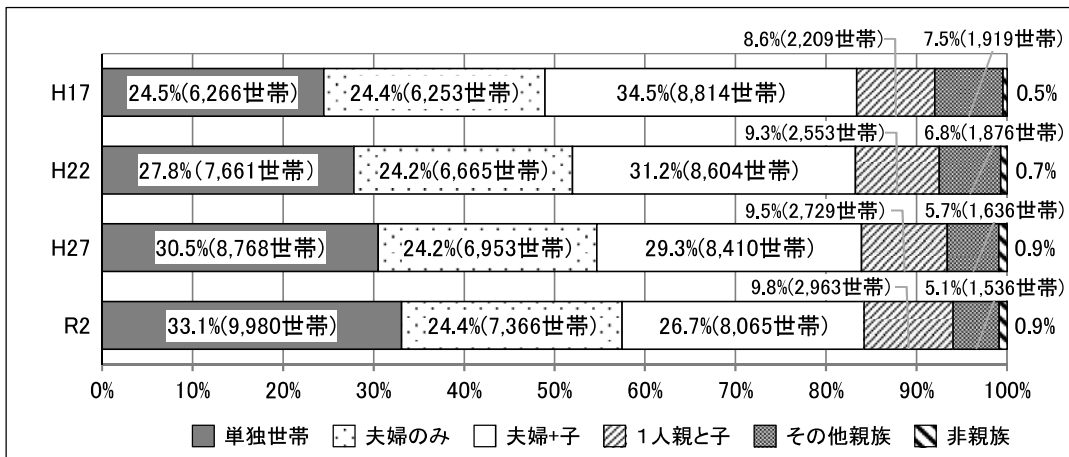 8.6%(2,209世帯) 7.5%(1,919世帯)
H17 24.5%(6,266世帯) 24.4%(6,253世帯) 34.5%(8,814世帯) 0.5%
9.3%(2,553世帯) 6.8%(1,876世帯)
H22 27.8%(7,661世帯) 24.2%(6,665世帯) 31.2%(8,604世帯) 0.7%
9.5%(2,729世帯) 5.7%(1,636世帯)
H27 30.5%(8,768世帯) 24.2%(6,953世帯) 29.3%(8,410世帯) 0.9%
9.8%(2,963世帯) 5.1%(1,536世帯)
R2 33.1%(9,980世帯) 24.4%(7,366世帯) 26.7%(8,065世帯) 0.9%
0% 10% 20% 30% 40% 50% 60% 70% 80% 90% 100%
単独世帯 夫婦のみ 夫婦+子 1人親と子 その他親族 非親族